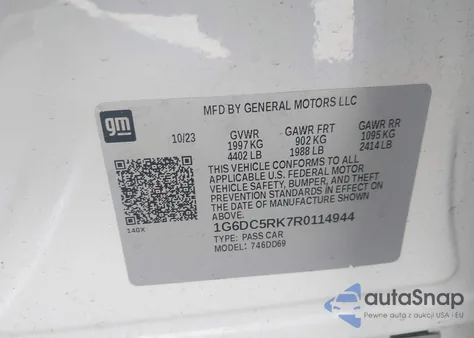 MFD BY GENERAL MOTORS LLC
gm
10/23 GVWR GAWR FRT GAWR RR
1997 KG 902 KG 1095 KG
4402 LB 1988 LB 2414 LB
THIS VEHICLE CONFORMS TO ALL
APPLICABLE U.S. FEDERAL MOTOR
VEHICLE SAFETY, BUMPER, AND THEFT
PREVENTION STANDARDS IN EFFECT ON
THE DATE OF MANUFACTURE SHOWN
ABOVE.
140X
1G6DC5RK7R0114944
TYPE: PASS CAR
MODEL: 746DD69
autoSnap
Pewne auta z aukcji USA i EU